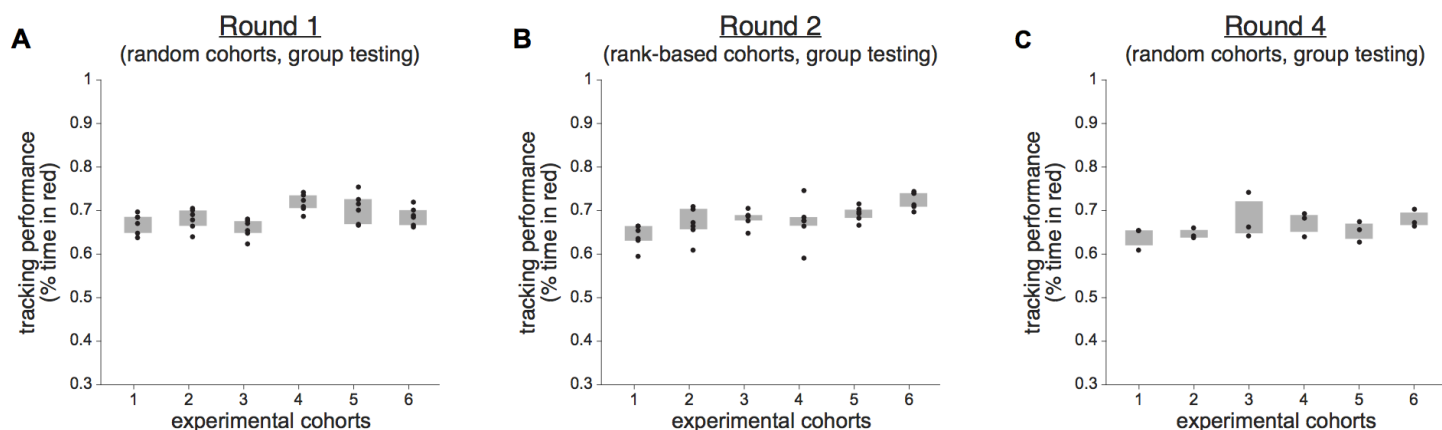 A
Round 1
(random cohorts, group testing)
tracking performance
(% time in red)
1
0.9
0.8
0.7
0.6
0.5
0.4
0.3
1 2 3 4 5 6
experimental cohorts
B
Round 2
(rank-based cohorts, group testing)
tracking performance
(% time in red)
1
0.9
0.8
0.7
0.6
0.5
0.4
0.3
1 2 3 4 5 6
experimental cohorts
C
Round 4
(random cohorts, group testing)
tracking performance
(% time in red)
1
0.9
0.8
0.7
0.6
0.5
0.4
0.3
1 2 3 4 5 6
experimental cohorts